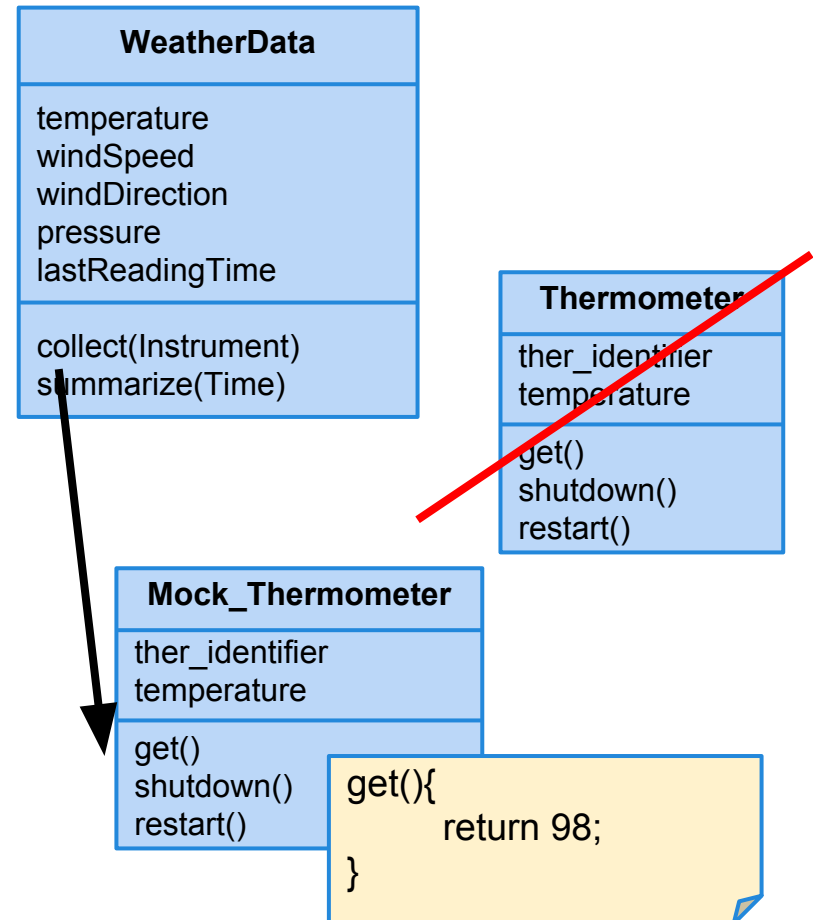 WeatherData
temperature
windSpeed
windDirection
pressure
lastReadingTime
collect(Instrument)
summarize(Time)
Thermometer
ther_identifier
temperature
get()
shutdown()
restart()
Mock_Thermometer
ther_identifier
temperature
get()
shutdown()
restart()
get(){
return 98;
}